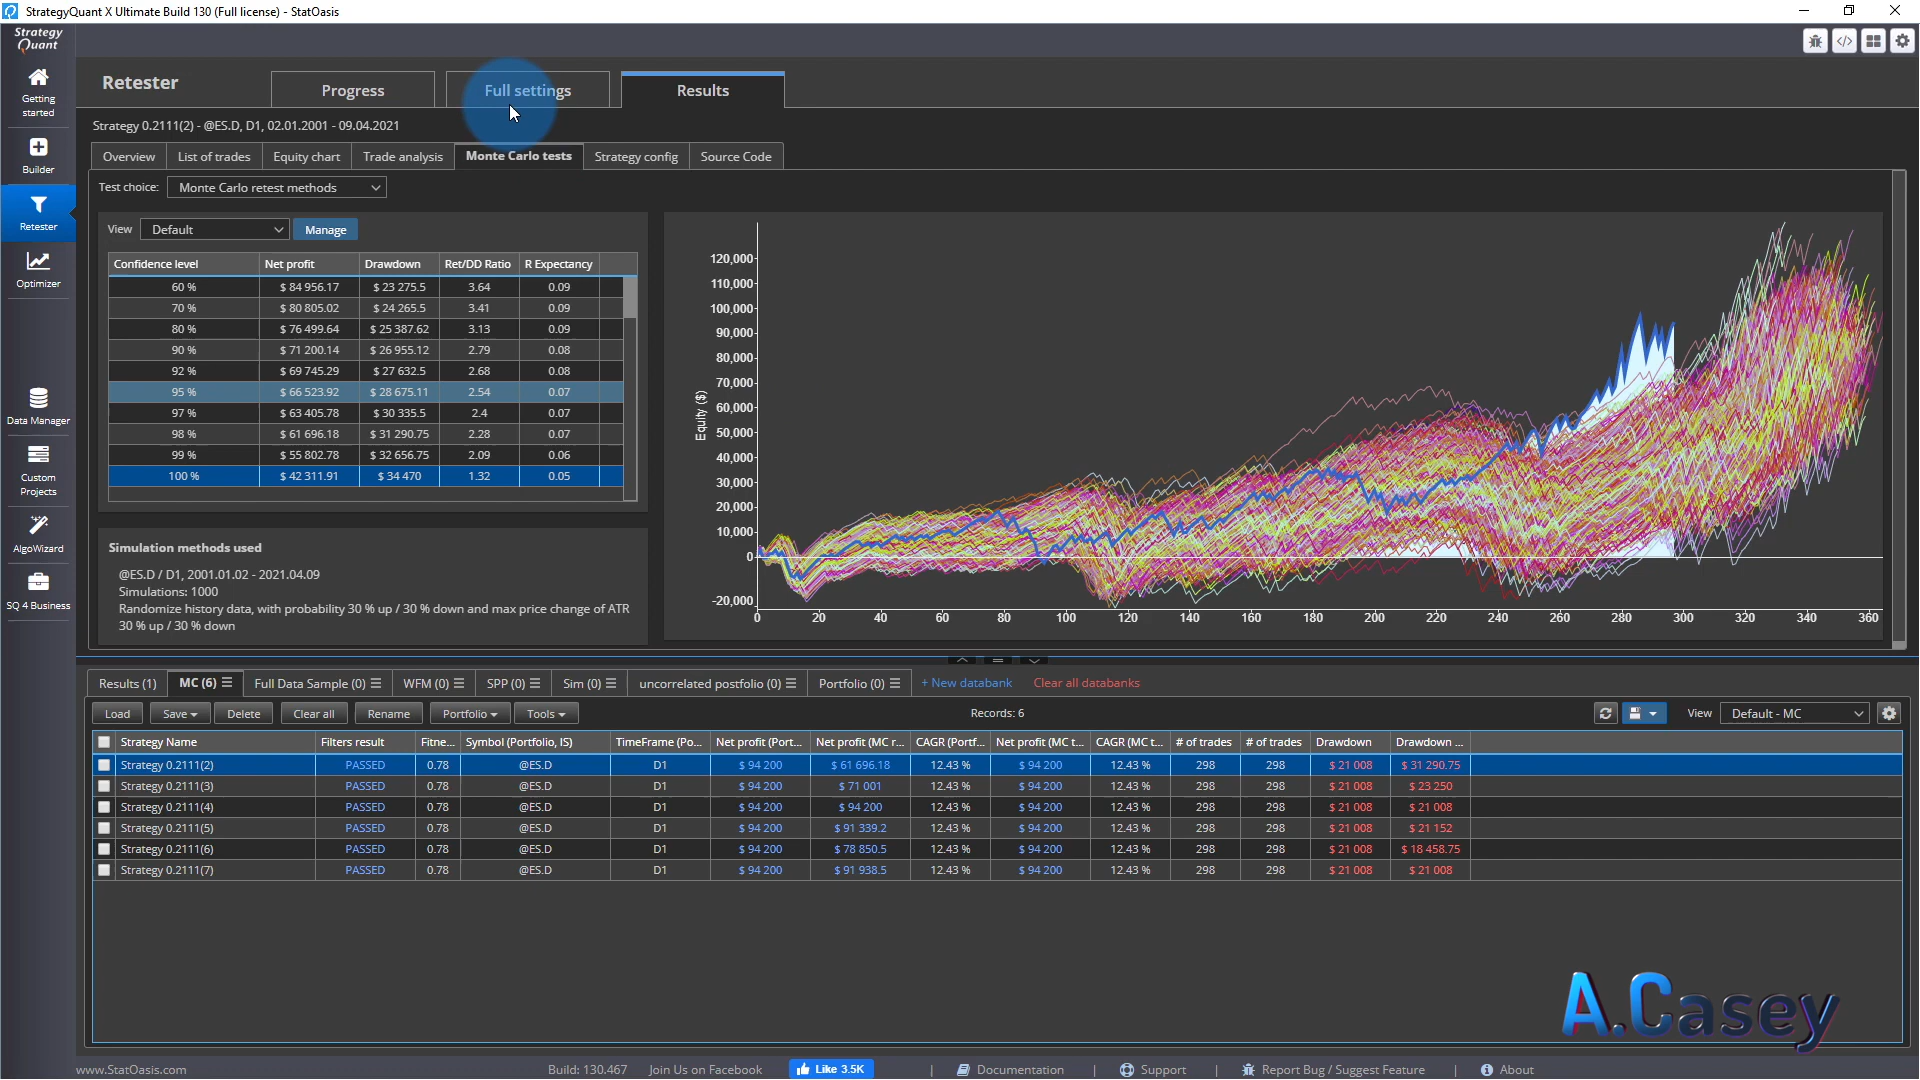 StrategyQuant X Ultimate Build 130 (Full license) - StatOasis
Strategy
Quant
Getting
started
Builder
Retester
Optimizer
Data Manager
Custom
Projects
AlgoWizard
SQ 4 Business
Retester
Progress
Full settings
Results
Strategy 0.2111(2) - @ES.D, D1, 02.01.2001 - 09.04.2021
Overview
List of trades
Equity chart
Trade analysis
Monte Carlo tests
Strategy config
Source Code
Test choice: Monte Carlo retest methods
View Default Manage
Confidence level Net profit Drawdown Ret/DD Ratio R Expectancy
60 % $ 84 956.17 $ 23 275.5 3.64 0.09
70 % $ 80 805.02 $ 24 265.5 3.41 0.09
80 % $ 76 499.64 $ 25 387.62 3.13 0.09
90 % $ 71 200.14 $ 26 955.12 2.79 0.08
92 % $ 69 745.29 $ 27 632.5 2.68 0.08
95 % $ 66 523.92 $ 28 675.11 2.54 0.07
97 % $ 63 405.78 $ 30 335.5 2.4 0.07
98 % $ 61 696.18 $ 31 290.75 2.28 0.07
99 % $ 55 802.78 $ 32 656.75 2.09 0.06
100 % $ 42 311.91 $ 34 470 1.32 0.05
Simulation methods used
@ES.D / D1, 2001.01.02 - 2021.04.09
Simulations: 1000
Randomize history data, with probability 30 % up / 30 % down and max price change of ATR
30 % up / 30 % down
Equity ($)
120,000
110,000
100,000
90,000
80,000
70,000
60,000
50,000
40,000
30,000
20,000
10,000
0
-20,000
0 20 40 60 80 100 120 140 160 180 200 220 240 260 280 300 320 340 360
Results (1) MC (6) Full Data Sample (0) WFM (0) SPP (0) Sim (0) uncorrelated postfolio (0) Portfolio (0) + New databank Clear all databanks
Load Save Delete Clear all Rename Portfolio Tools Records: 6 View Default - MC
Strategy Name Filters result Fitne... Symbol (Portfolio, IS) TimeFrame (Po... Net profit (Port... Net profit (MC r... CAGR (Portf... Net profit (MC t... CAGR (MC t... # of trades # of trades Drawdown Drawdown ...
Strategy 0.2111(2) PASSED 0.78 @ES.D D1 $ 94 200 $ 61 696.18 12.43 % $ 94 200 12.43 % 298 298 $ 21 008 $ 31 290.75
Strategy 0.2111(3) PASSED 0.78 @ES.D D1 $ 94 200 $ 71 001 12.43 % $ 94 200 12.43 % 298 298 $ 21 008 $ 23 250
Strategy 0.2111(4) PASSED 0.78 @ES.D D1 $ 94 200 $ 94 200 12.43 % $ 94 200 12.43 % 298 298 $ 21 008 $ 21 008
Strategy 0.2111(5) PASSED 0.78 @ES.D D1 $ 94 200 $ 91 339.2 12.43 % $ 94 200 12.43 % 298 298 $ 21 008 $ 21 152
Strategy 0.2111(6) PASSED 0.78 @ES.D D1 $ 94 200 $ 78 850.5 12.43 % $ 94 200 12.43 % 298 298 $ 21 008 $ 18 458.75
Strategy 0.2111(7) PASSED 0.78 @ES.D D1 $ 94 200 $ 91 938.5 12.43 % $ 94 200 12.43 % 298 298 $ 21 008 $ 21 008
A.Casey
www.StatOasis.com Build: 130.467 Join Us on Facebook Like 3.5K | Documentation | Support | Report Bug / Suggest Feature | About